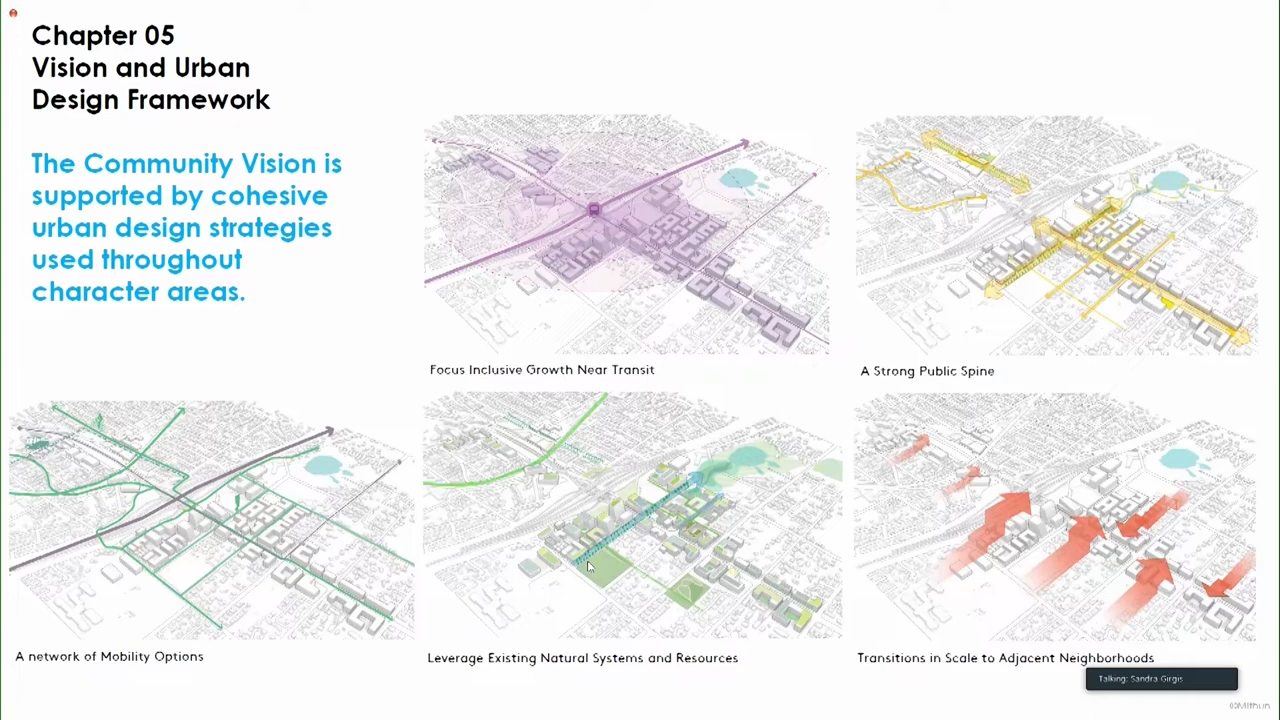 Chapter 05
Vision and Urban
Design Framework
The Community Vision is
supported by cohesive
urban design strategies
used throughout
character areas.
Focus Inclusive Growth Near Transit
A Strong Public Spine
A network of Mobility Options
Leverage Existing Natural Systems and Resources
Transitions in Scale to Adjacent Neighborhoods
Talking: Sandra Girgis
©Mithun